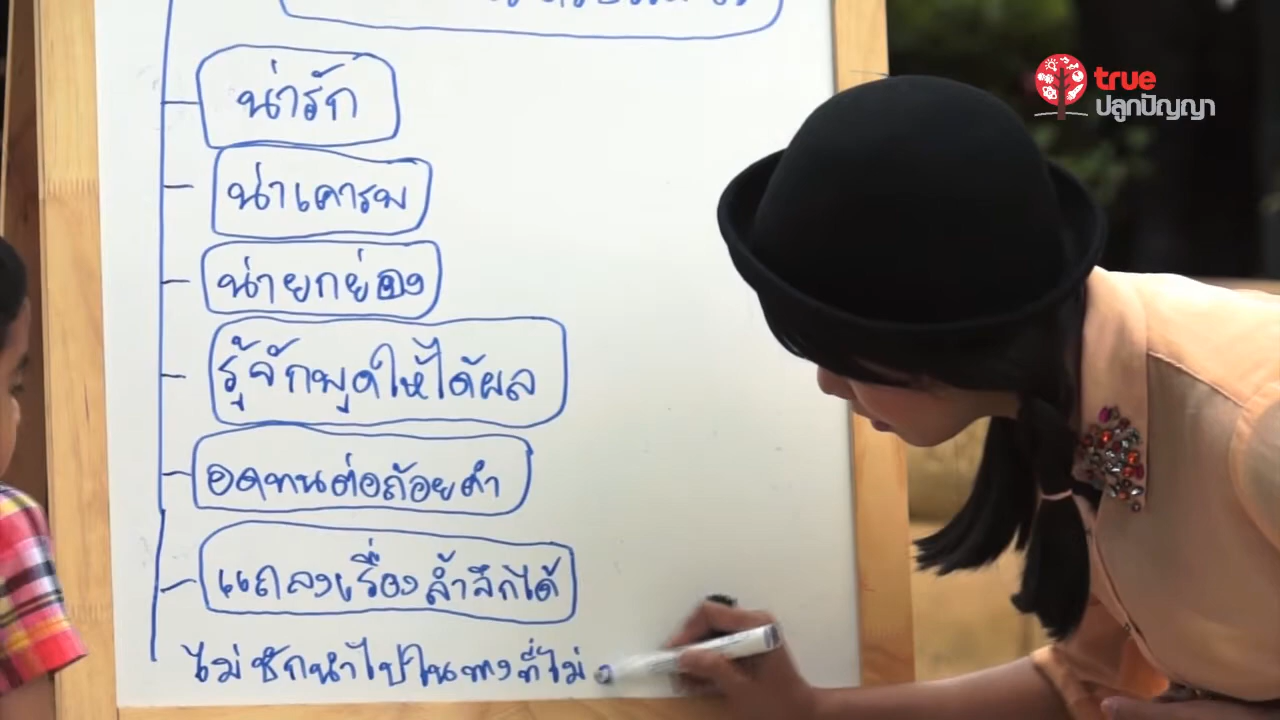 น่ารัก
น่าเคารพ
น่ายกย่อง
รู้จักพูดให้ได้ผล
อดทนต่อถ้อยคำ
แถลงเรื่องล้ำลึกได้
ไม่ชักนำไปในทางที่ไม่
true
ปลูกปัญญา